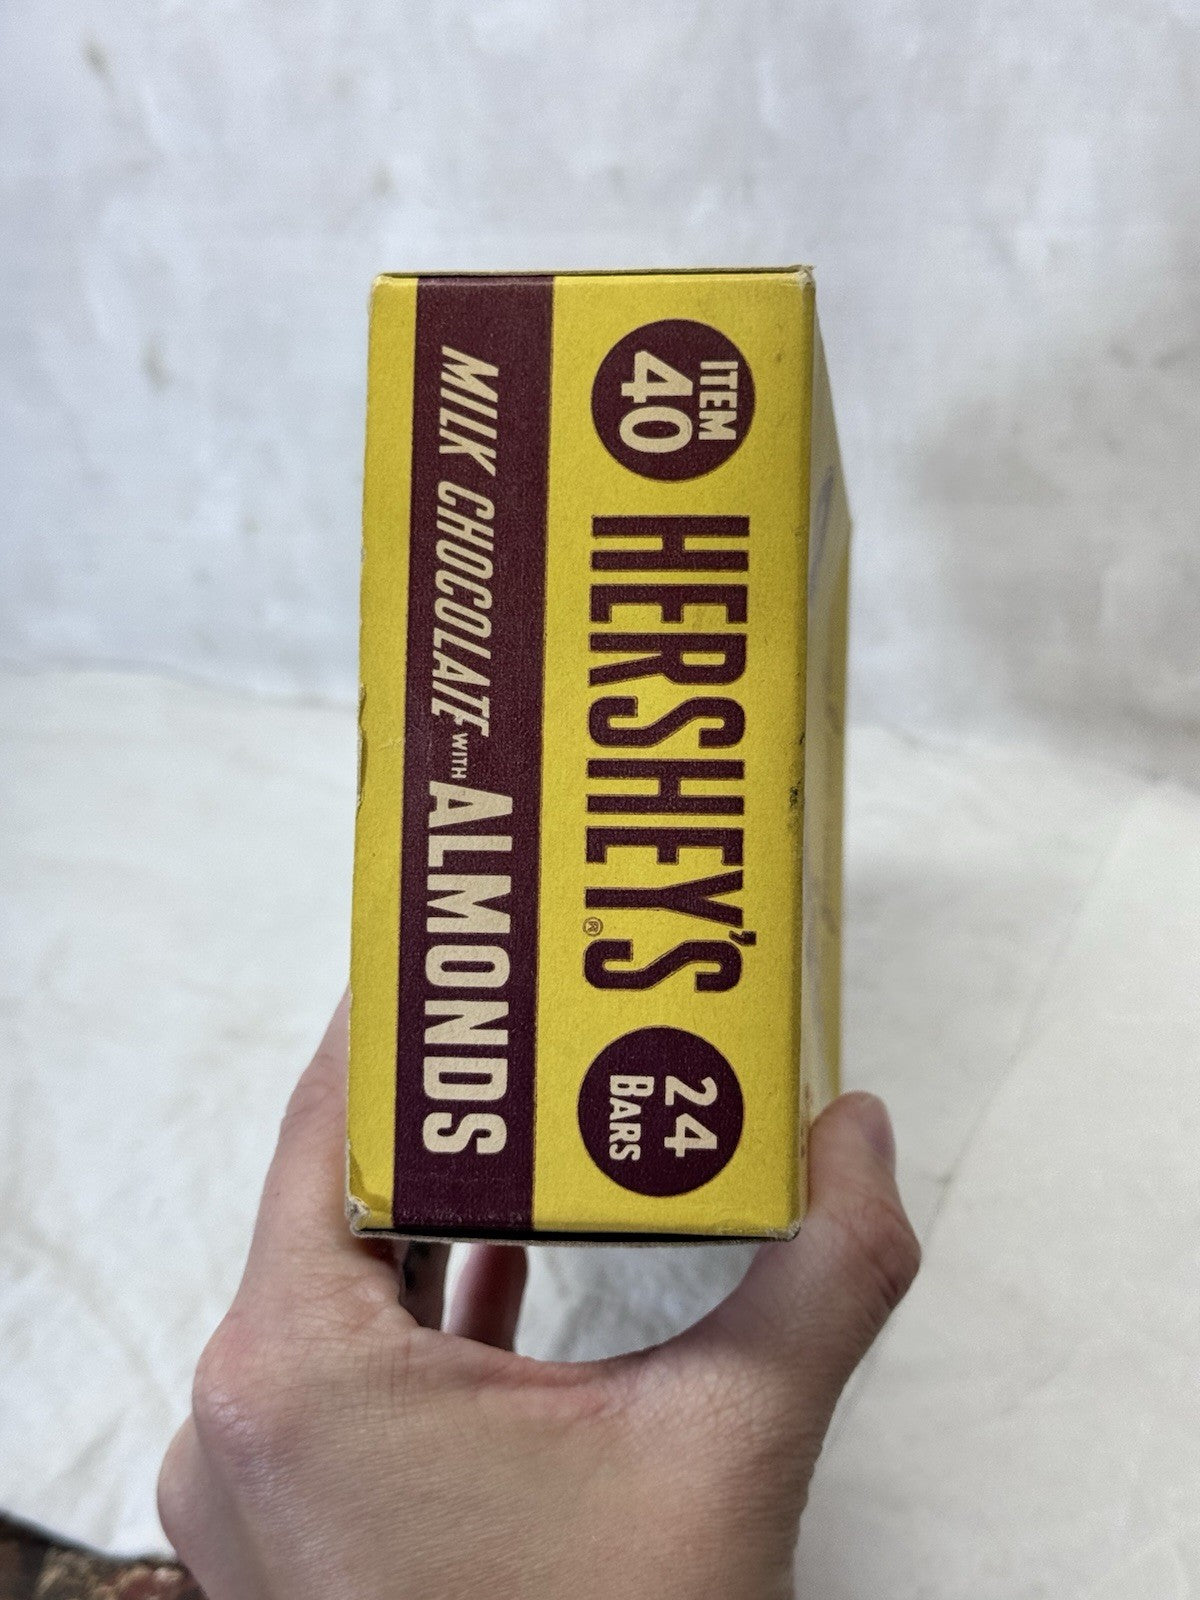 ITEM
40
HERSHEY'S®
24
BARS
MILK CHOCOLATE WITH ALMONDS